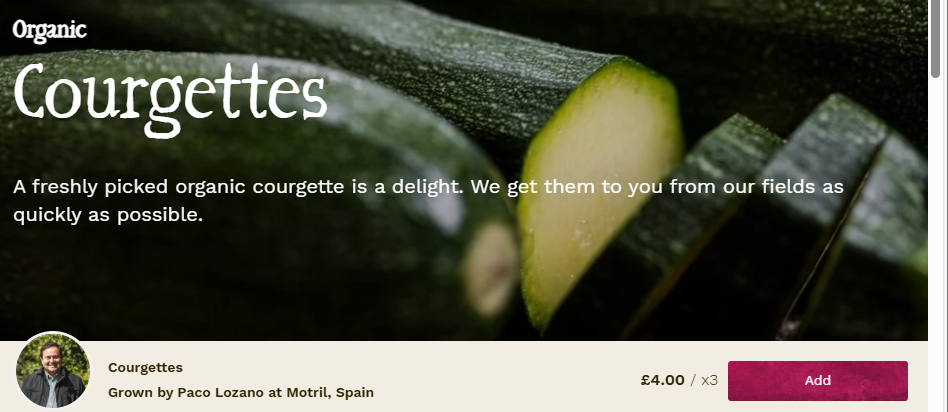 Organic
Courgettes
A freshly picked organic courgette is a delight. We get them to you from our fields as
quickly as possible.
Courgettes
Grown by Paco Lozano at Motril, Spain
£4.00 / x3
Add